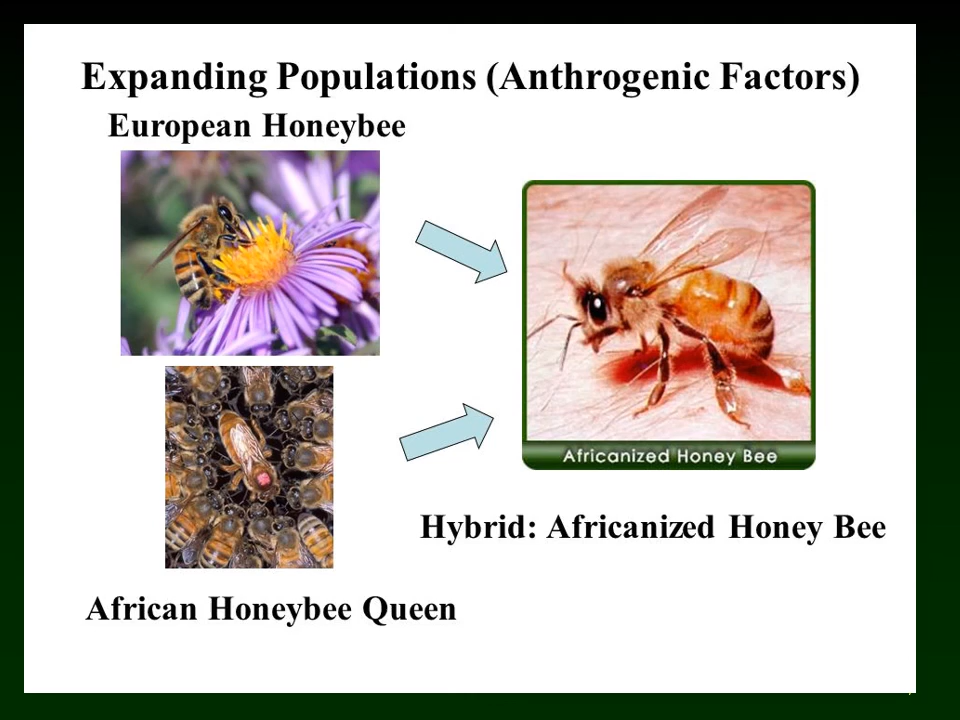 Expanding Populations (Anthrogenic Factors)
European Honeybee
Africanized Honey Bee
Hybrid: Africanized Honey Bee
African Honeybee Queen